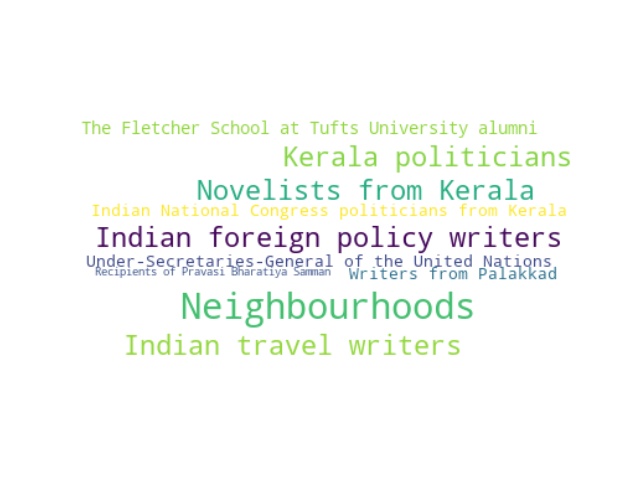 The Fletcher School at Tufts University alumni
Kerala politicians
Novelists from Kerala
Indian National Congress politicians from Kerala
Indian foreign policy writers
Under-Secretaries-General of the United Nations
Recipients of Pravasi Bharatiya Samman
Writers from Palakkad
Neighbourhoods
Indian travel writers